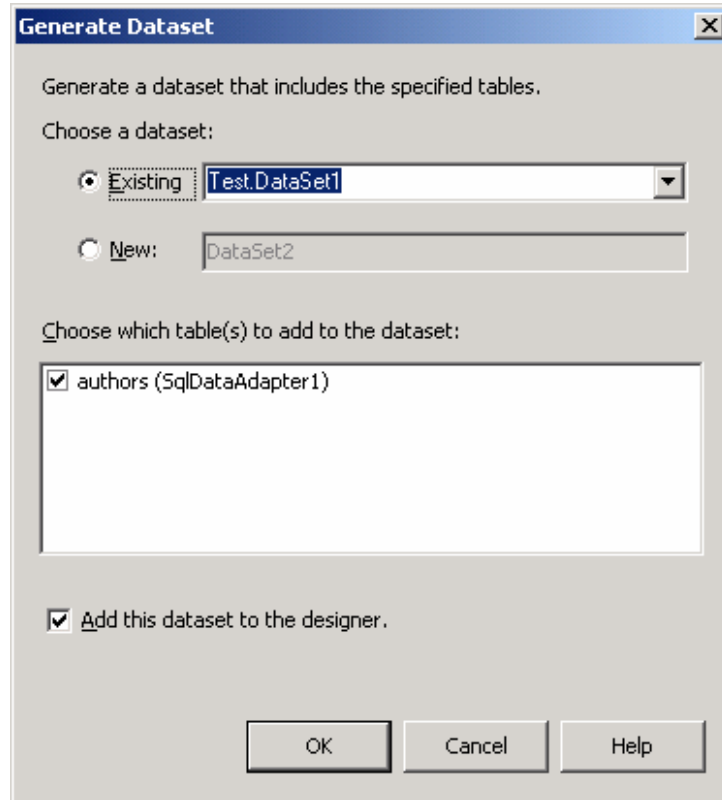 Generate Dataset
Generate a dataset that includes the specified tables.
Choose a dataset:
Existing Test.DataSet1
New: DataSet2
Choose which table(s) to add to the dataset:
authors (SqlDataAdapter1)
Add this dataset to the designer.
OK Cancel Help